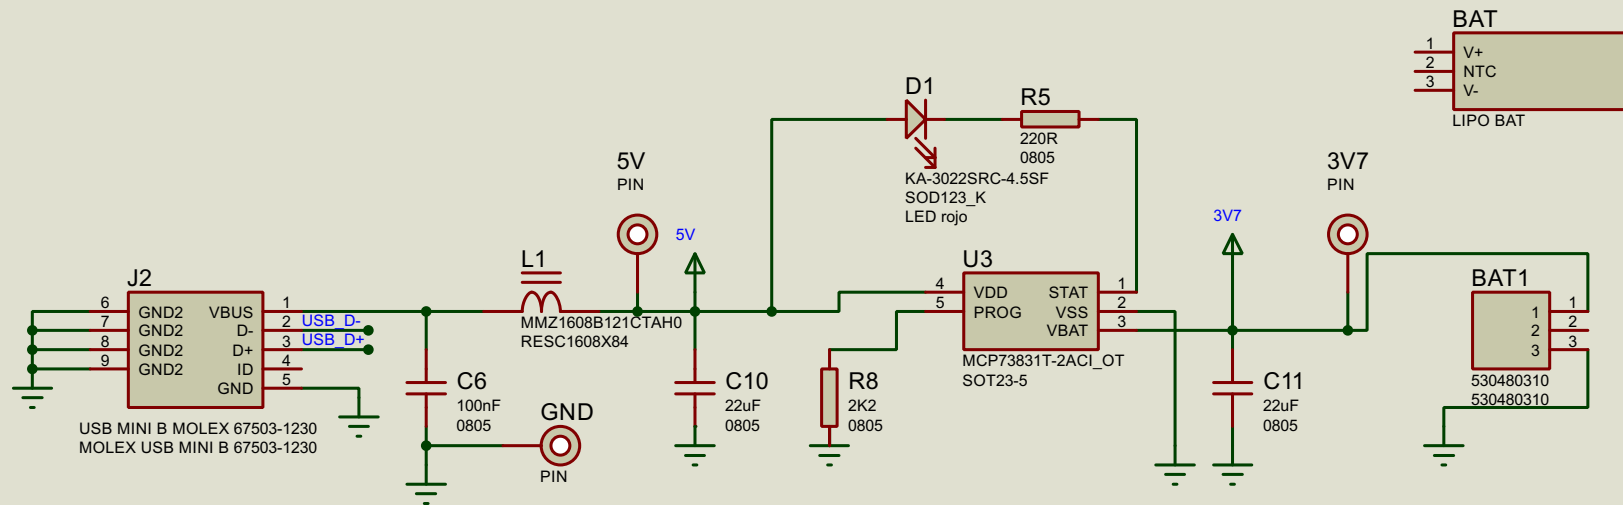 BAT
1 V+
2 NTC
3 V-
LIPO BAT
D1
R5
220R
0805
KA-3022SRC-4.5SF
SOD123_K
LED rojo
5V
PIN
5V
3V7
PIN
3V7
J2
6 GND2 VBUS 1
7 GND2 D- 2 USB_D-
8 GND2 D+ 3 USB_D+
9 GND2 ID 4
GND 5
USB MINI B MOLEX 67503-1230
MOLEX USB MINI B 67503-1230
L1
MMZ1608B121CTAH0
RESC1608X84
C6
100nF
0805
GND
PIN
C10
22uF
0805
R8
2K2
0805
U3
4 VDD STAT 1
5 PROG VSS 2
VBAT 3
MCP73831T-2ACI_OT
SOT23-5
C11
22uF
0805
BAT1
1 1
2 2
3 3
530480310
530480310